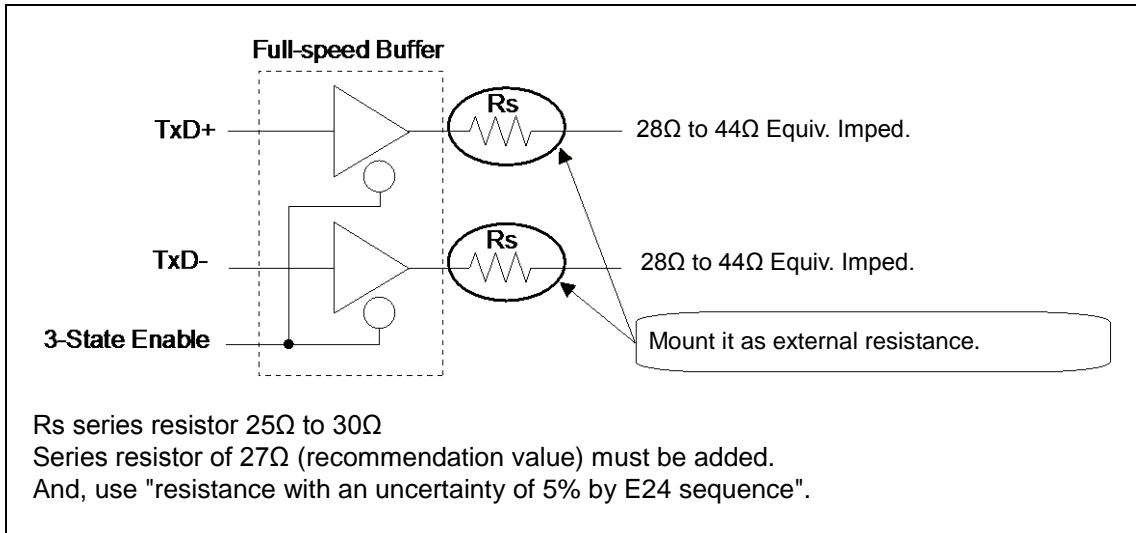 Full-speed Buffer
TxD+
Rs
28Ω to 44Ω Equiv. Imped.
TxD-
Rs
28Ω to 44Ω Equiv. Imped.
3-State Enable
Mount it as external resistance.
Rs series resistor 25Ω to 30Ω
Series resistor of 27Ω (recommendation value) must be added.
And, use "resistance with an uncertainty of 5% by E24 sequence".